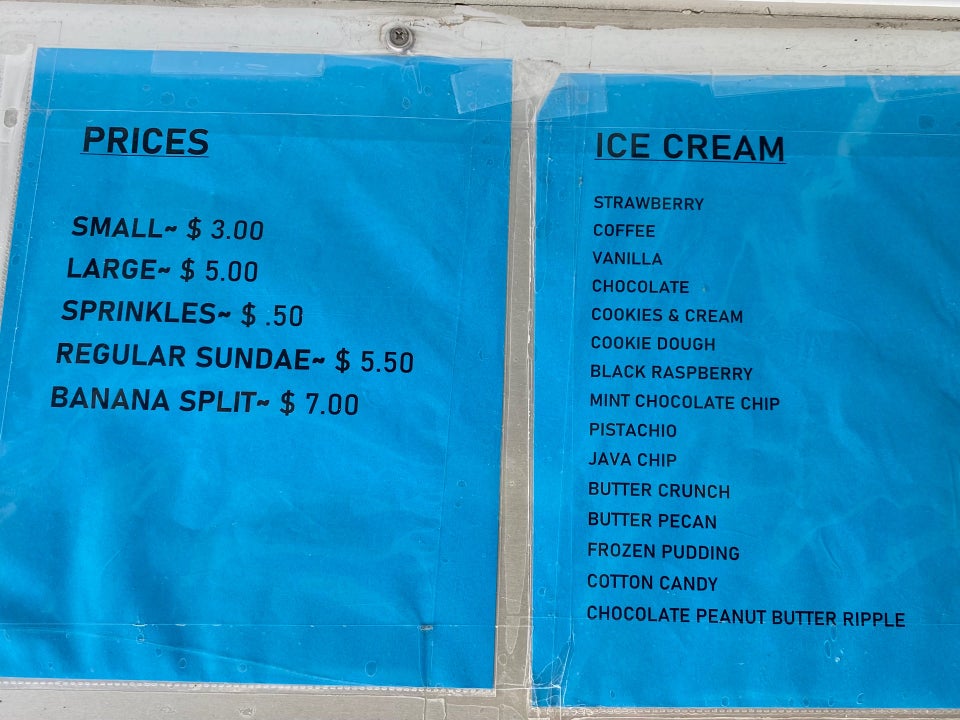 PRICES
SMALL~ $ 3.00
LARGE~ $ 5.00
SPRINKLES~ $ .50
REGULAR SUNDAE~ $ 5.50
BANANA SPLIT~ $ 7.00
ICE CREAM
STRAWBERRY
COFFEE
VANILLA
CHOCOLATE
COOKIES & CREAM
COOKIE DOUGH
BLACK RASPBERRY
MINT CHOCOLATE CHIP
PISTACHIO
JAVA CHIP
BUTTER CRUNCH
BUTTER PECAN
FROZEN PUDDING
COTTON CANDY
CHOCOLATE PEANUT BUTTER RIPPLE